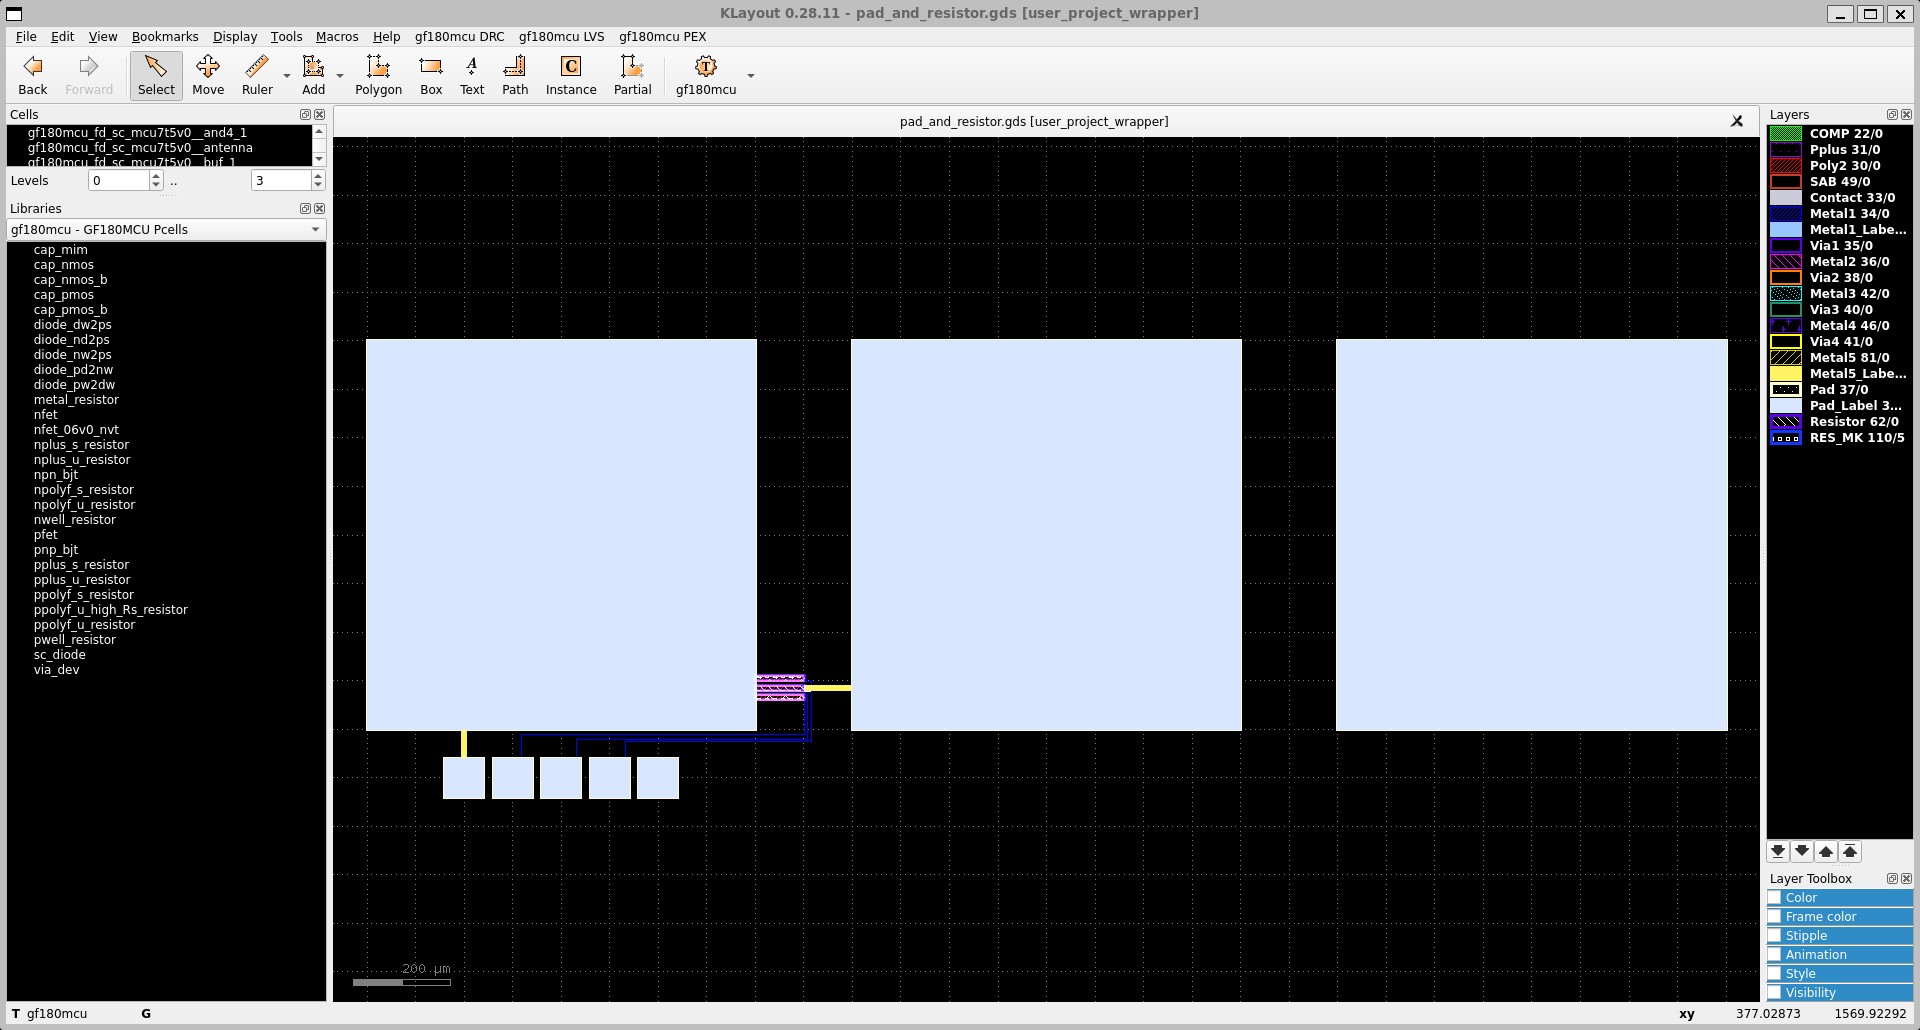 KLayout 0.28.11 - pad_and_resistor.gds [user_project_wrapper]
File Edit View Bookmarks Display Tools Macros Help gf180mcu DRC gf180mcu LVS gf180mcu PEX
Back Forward Select Move Ruler Add Polygon Box Text Path Instance Partial gf180mcu
Cells
gf180mcu_fd_sc_mcu7t5v0__and4_1
gf180mcu_fd_sc_mcu7t5v0__antenna
gf180mcu_fd_sc_mcu7t5v0__buf_1
Levels 0 .. 3
Libraries
gf180mcu - GF180MCU Pcells
cap_mim
cap_nmos
cap_nmos_b
cap_pmos
cap_pmos_b
diode_dw2ps
diode_nd2ps
diode_nw2ps
diode_pd2nw
diode_pw2dw
metal_resistor
nfet
nfet_06v0_nvt
nplus_s_resistor
nplus_u_resistor
npn_bjt
npolyf_s_resistor
npolyf_u_resistor
nwell_resistor
pfet
pnp_bjt
pplus_s_resistor
pplus_u_resistor
ppolyf_s_resistor
ppolyf_u_high_Rs_resistor
ppolyf_u_resistor
pwell_resistor
sc_diode
via_dev
pad_and_resistor.gds [user_project_wrapper]
200 µm
Layers
COMP 22/0
Pplus 31/0
Poly2 30/0
SAB 49/0
Contact 33/0
Metal1 34/0
Metal1_Labe...
Via1 35/0
Metal2 36/0
Via2 38/0
Metal3 42/0
Via3 40/0
Metal4 46/0
Via4 41/0
Metal5 81/0
Metal5_Labe...
Pad 37/0
Pad_Label 3...
Resistor 62/0
RES_MK 110/5
Layer Toolbox
Color
Frame color
Stipple
Animation
Style
Visibility
T gf180mcu G xy 377.02873 1569.92292